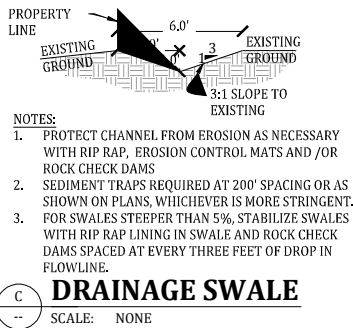 PROPERTY
LINE
6.0'
EXISTING
GROUND
EXISTING
GROUND
3
1
3:1 SLOPE TO
EXISTING
NOTES:
1. PROTECT CHANNEL FROM EROSION AS NECESSARY
WITH RIP RAP, EROSION CONTROL MATS AND /OR
ROCK CHECK DAMS
2. SEDIMENT TRAPS REQUIRED AT 200' SPACING OR AS
SHOWN ON PLANS, WHICHEVER IS MORE STRINGENT.
3. FOR SWALES STEEPER THAN 5%, STABILIZE SWALES
WITH RIP RAP LINING IN SWALE AND ROCK CHECK
DAMS SPACED AT EVERY THREE FEET OF DROP IN
FLOWLINE.
C
--
DRAINAGE SWALE
SCALE: NONE